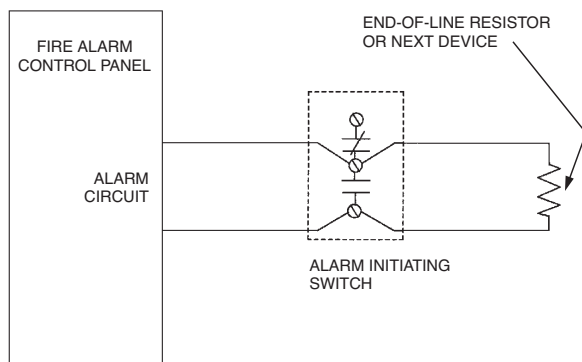 END-OF-LINE RESISTOR
OR NEXT DEVICE
FIRE ALARM
CONTROL PANEL
ALARM
CIRCUIT
ALARM INITIATING
SWITCH